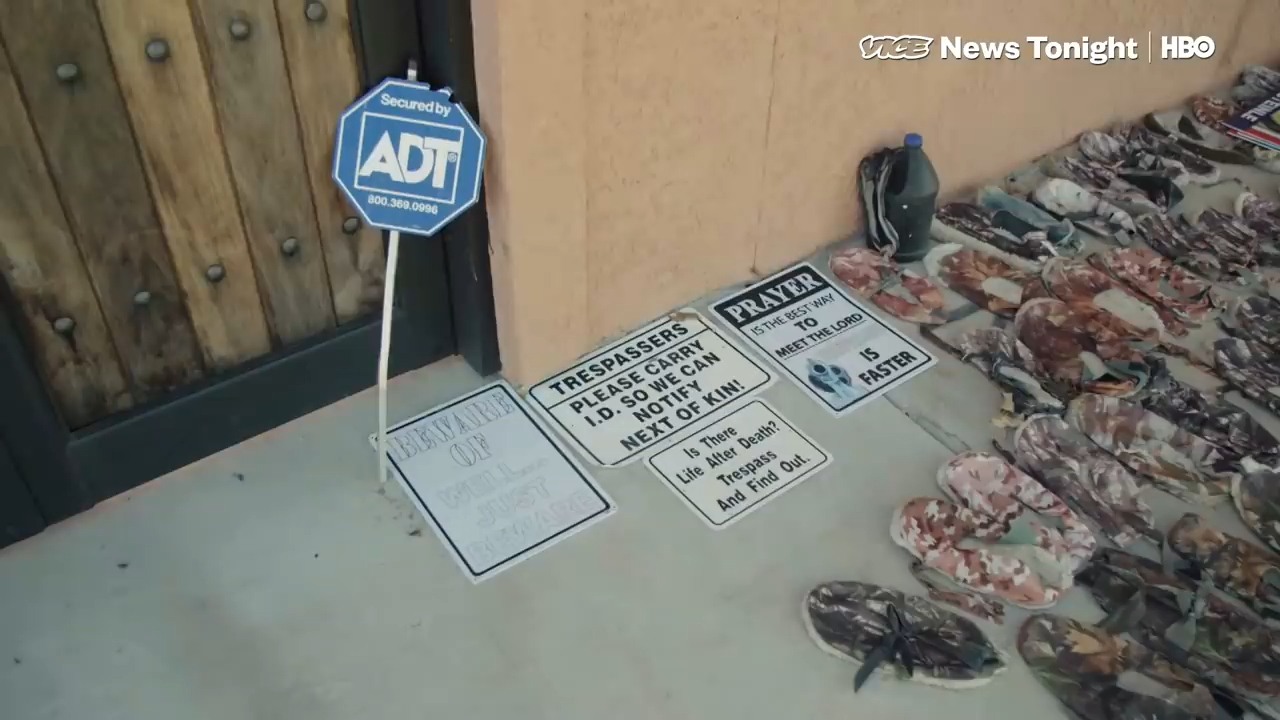 VICE News Tonight | HBO
Secured by
ADT
800.369.0996
BEWARE
OF
WELL...
JUST
BEWARE
TRESPASSERS
PLEASE CARRY
I.D. SO WE CAN
NOTIFY
NEXT OF KIN!
Is There
Life After Death?
Trespass
And Find Out.
PRAYER
IS THE BEST WAY
TO
MEET THE LORD
IS
FASTER